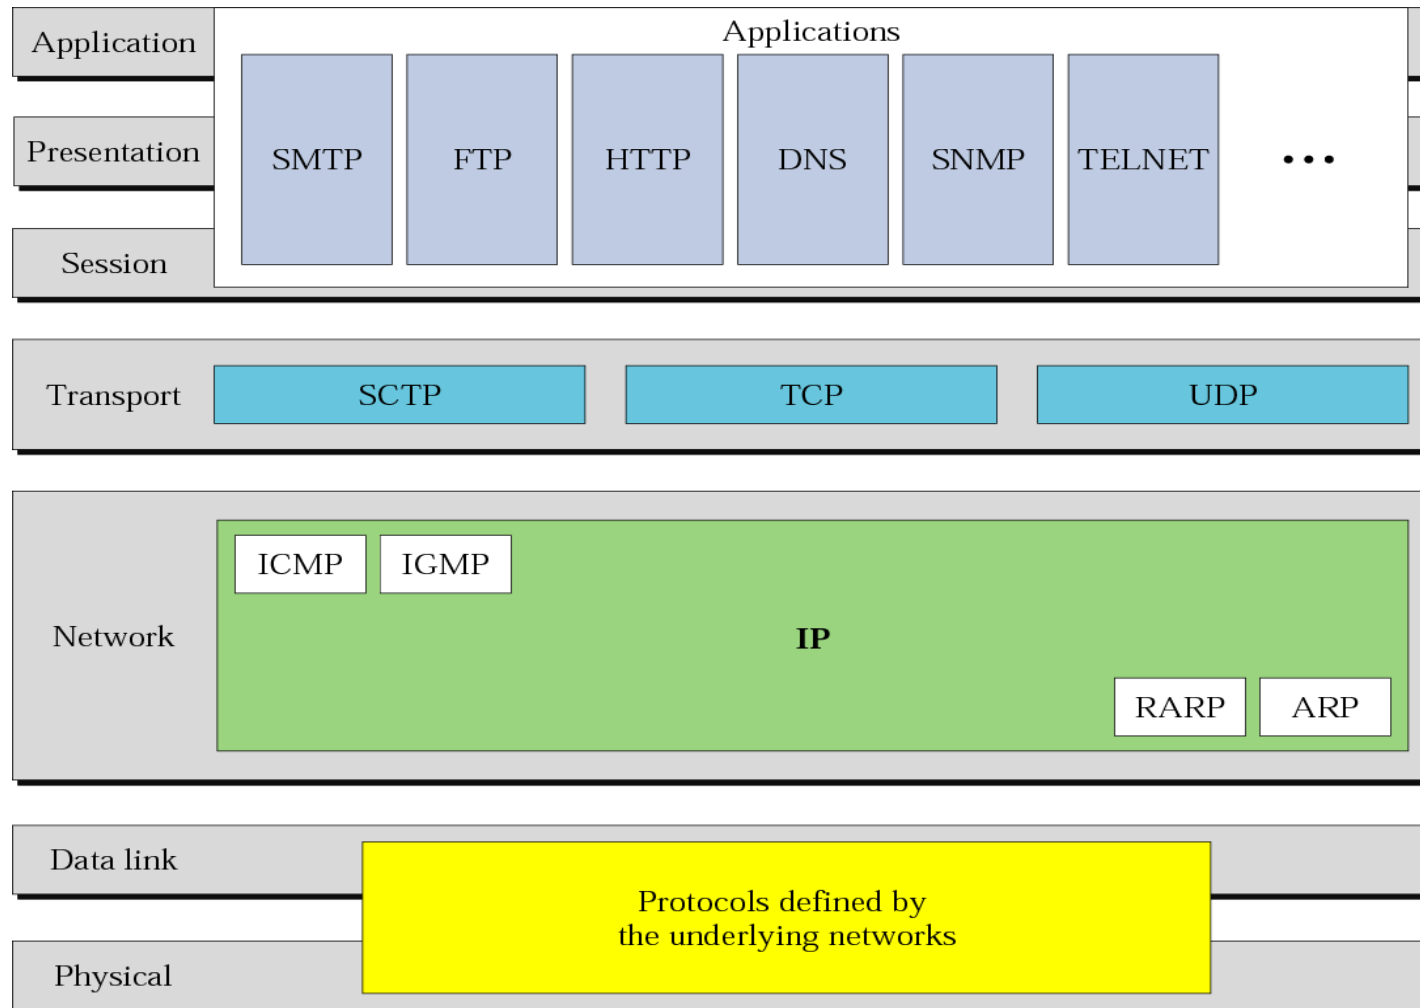 Applications
Application
Presentation
SMTP
FTP
HTTP
DNS
SNMP
TELNET
...
Session
Transport
SCTP
TCP
UDP
ICMP
IGMP
Network
IP
RARP
ARP
Data link
Protocols defined by
the underlying networks
Physical